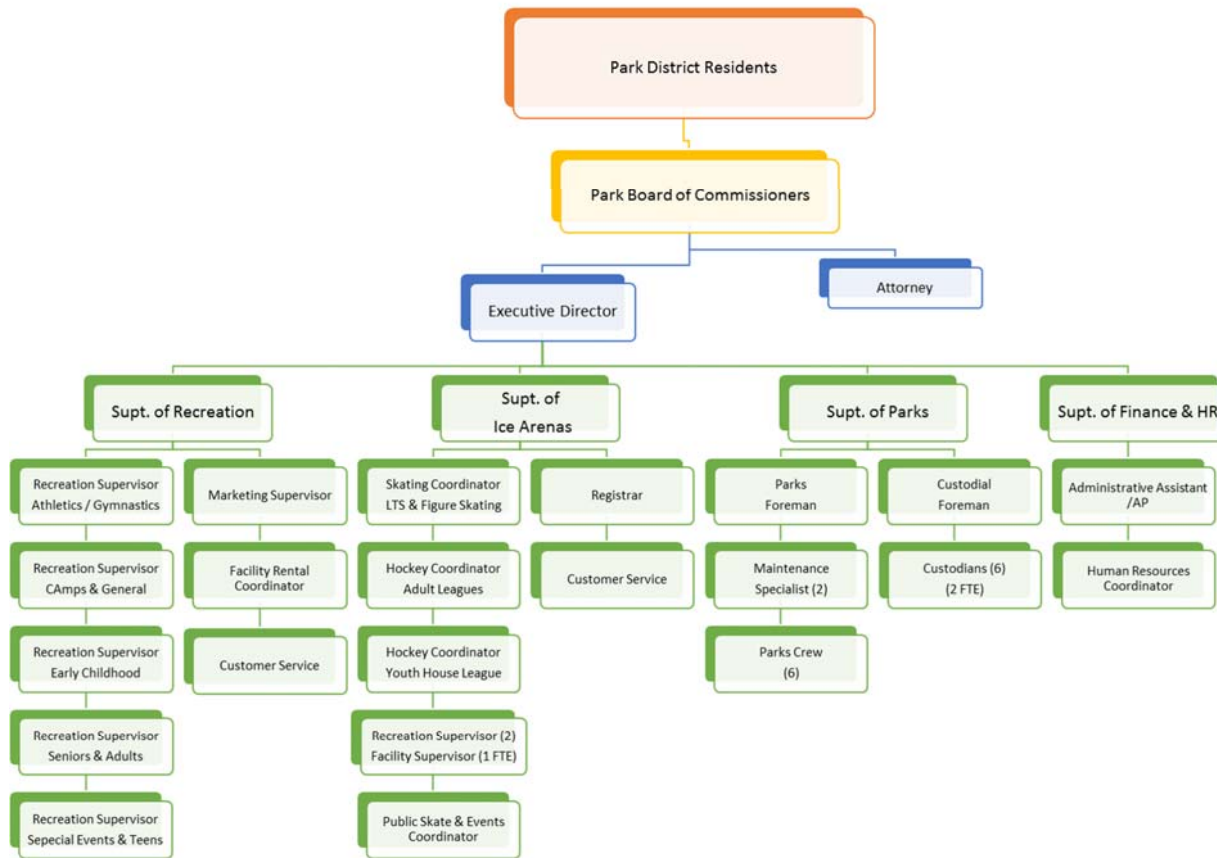 Park District Residents
Park Board of Commissioners
Attorney
Executive Director
Supt. of Recreation
Supt. of
Ice Arenas
Supt. of Parks
Supt. of Finance & HR
Recreation Supervisor
Athletics / Gymnastics
Marketing Supervisor
Skating Coordinator
LTS & Figure Skating
Registrar
Parks
Foreman
Custodial
Foreman
Administrative Assistant
/AP
Recreation Supervisor
CAmps & General
Facility Rental
Coordinator
Hockey Coordinator
Adult Leagues
Customer Service
Maintenance
Specialist (2)
Custodians (6)
(2 FTE)
Human Resources
Coordinator
Recreation Supervisor
Early Childhood
Customer Service
Hockey Coordinator
Youth House League
Parks Crew
(6)
Recreation Supervisor
Seniors & Adults
Recreation Supervisor (2)
Facility Supervisor (1 FTE)
Recreation Supervisor
Sepecial Events & Teens
Public Skate & Events
Coordinator